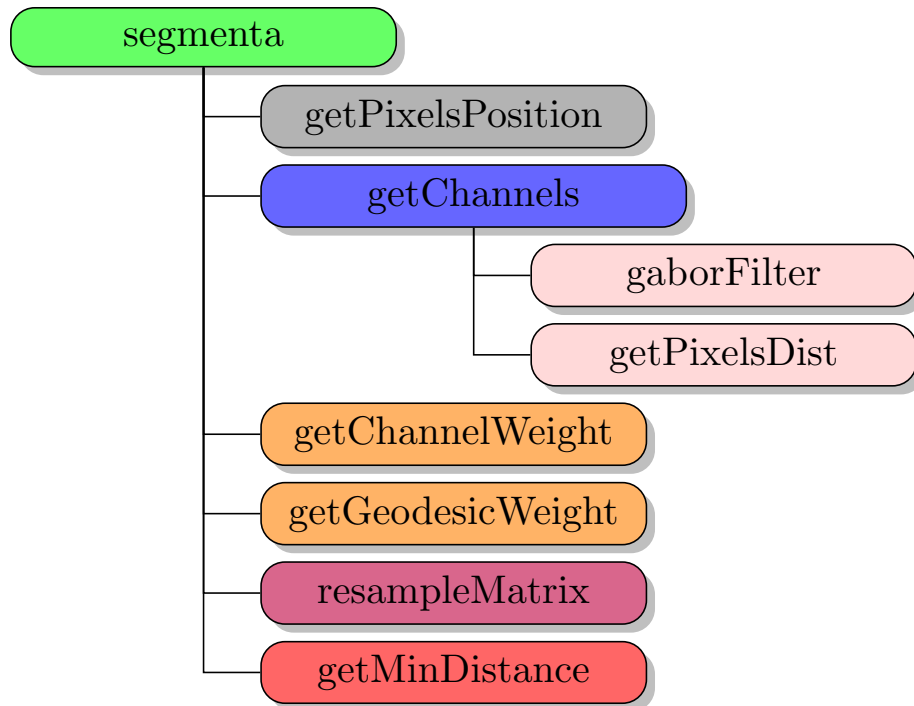 segmenta
getPixelsPosition
getChannels
gaborFilter
getPixelsDist
getChannelWeight
getGeodesicWeight
resampleMatrix
getMinDistance